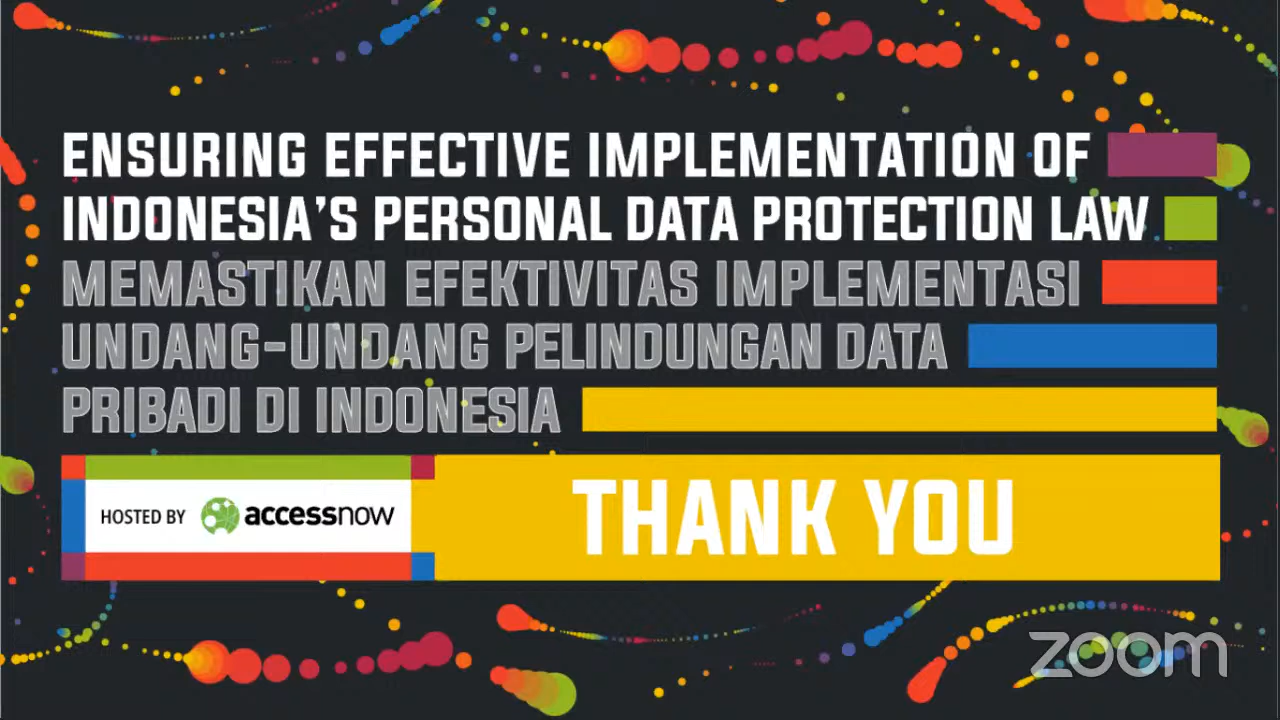 ENSURING EFFECTIVE IMPLEMENTATION OF
INDONESIA'S PERSONAL DATA PROTECTION LAW
MEMASTIKAN EFEKTIVITAS IMPLEMENTASI
UNDANG-UNDANG PELINDUNGAN DATA
PRIBADI DI INDONESIA
HOSTED BY accessnow
THANK YOU
zoom